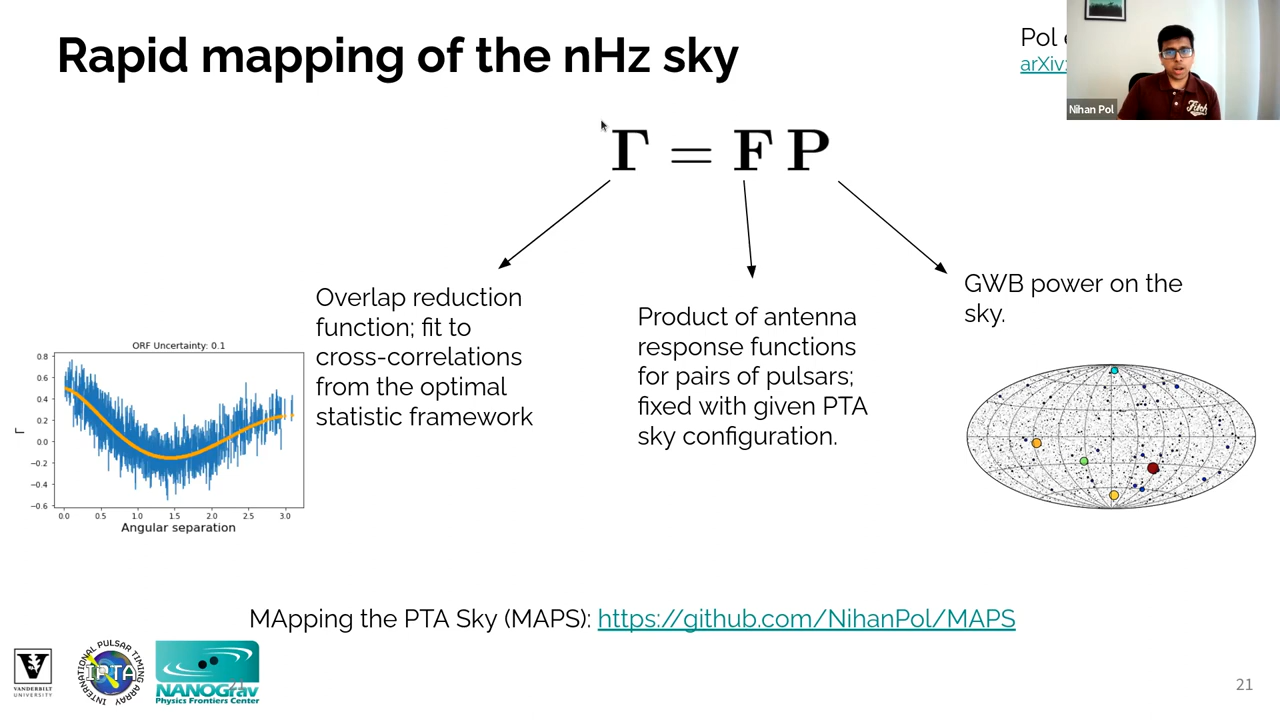 Rapid mapping of the nHz sky
Pol
arXiv:
Nihan Pol
Fitch
Γ = F P
Overlap reduction
function; fit to
cross-correlations
from the optimal
statistic framework
Product of antenna
response functions
for pairs of pulsars;
fixed with given PTA
sky configuration.
GWB power on the
sky.
ORF Uncertainty: 0.1
0.8
0.6
0.4
0.2
0.0
−0.2
−0.4
−0.6
Γ
0.0 0.5 1.0 1.5 2.0 2.5 3.0
Angular separation
MApping the PTA Sky (MAPS): https://github.com/NihanPol/MAPS
V
VANDERBILT
UNIVERSITY
INTERNATIONAL PULSAR TIMING ARRAY
IPTA
NANOGrav
Physics Frontiers Center
21
21